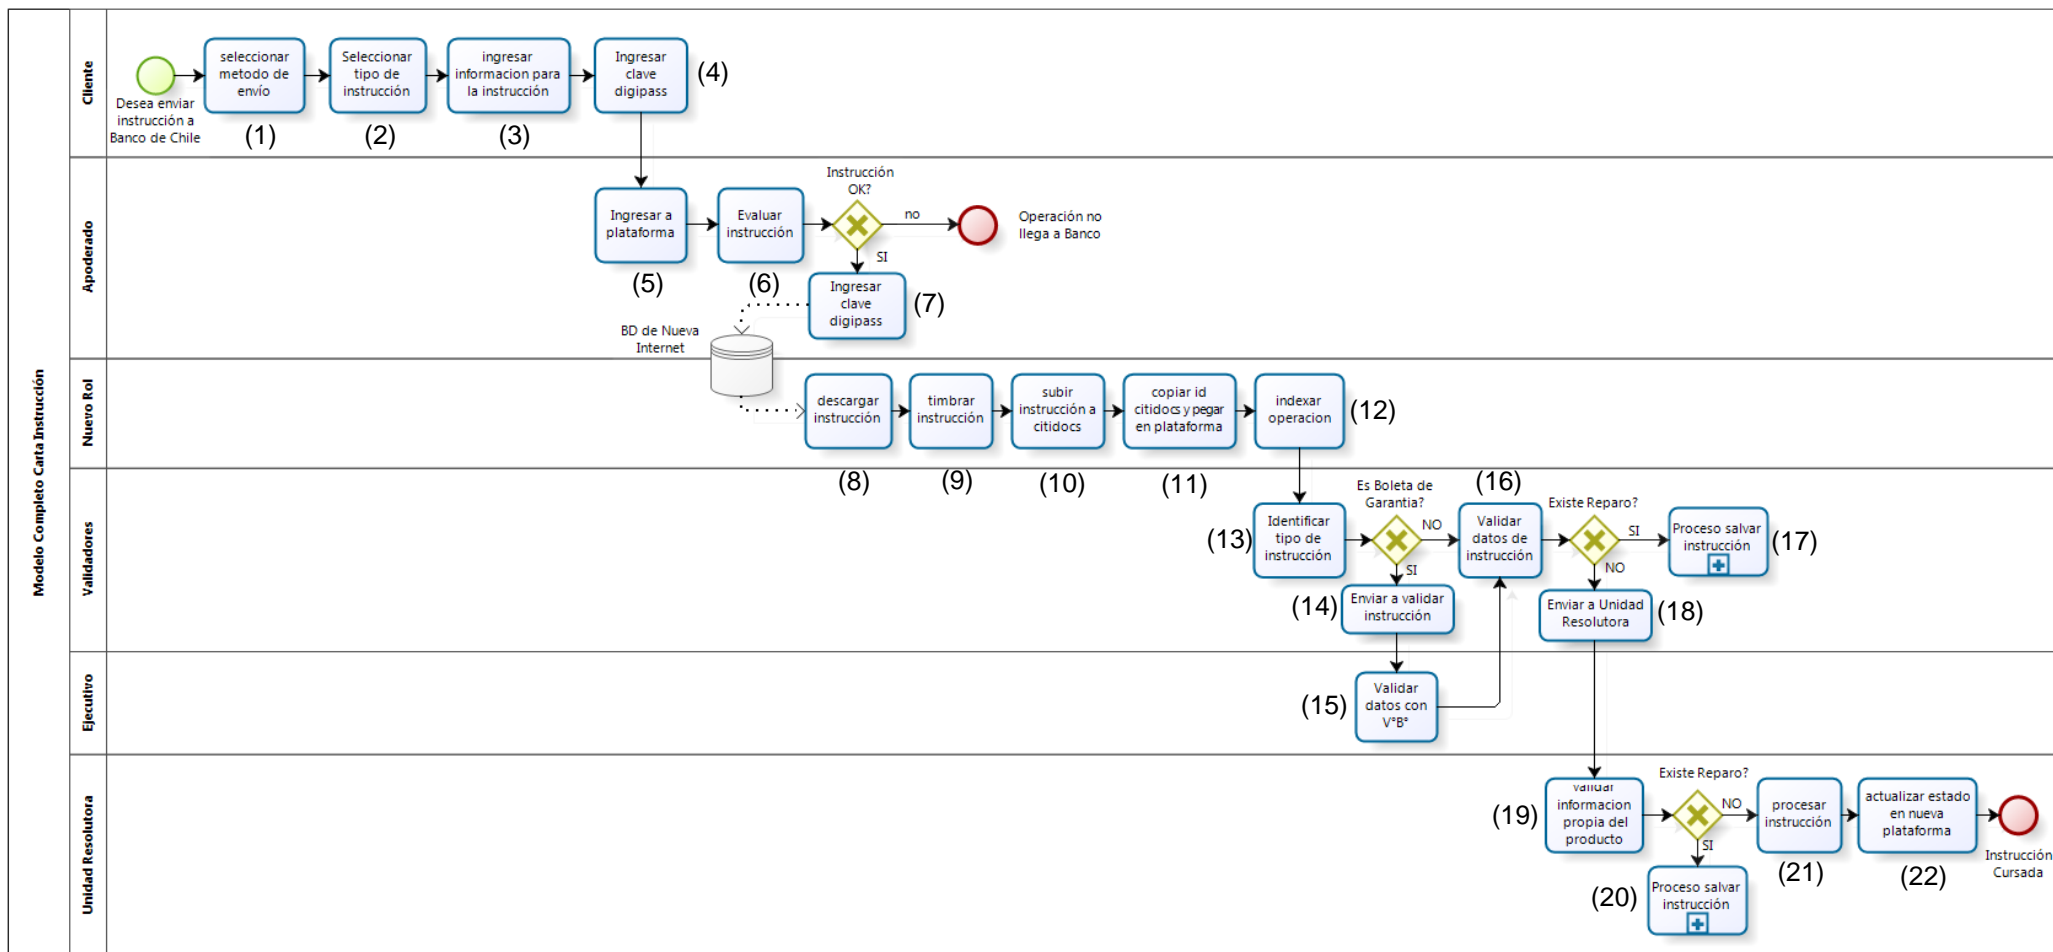 Modelo Completo Carta Instrucción
Cliente
Desea enviar
instrucción a
Banco de Chile
seleccionar
metodo de
envío
(1)
Seleccionar
tipo de
instrucción
(2)
ingresar
informacion para
la instrucción
(3)
Ingresar
clave
digipass
(4)
Apoderado
Ingresar a
plataforma
(5)
Evaluar
instrucción
(6)
Instrucción
OK?
no
Operación no
llega a Banco
SI
Ingresar
clave
digipass
(7)
BD de Nueva
Internet
Nuevo Rol
descargar
instrucción
(8)
timbrar
instrucción
(9)
subir
instrucción a
citidocs
(10)
copiar id
citidocs y pegar
en plataforma
(11)
indexar
operacion
(12)
Validadores
Identificar
tipo de
instrucción
(13)
Es Boleta de
Garantia?
NO
SI
Enviar a validar
instrucción
(14)
(16)
Validar
datos de
instrucción
Existe Reparo?
SI
Proceso salvar
instrucción
(17)
NO
Enviar a Unidad
Resolutora
(18)
Ejecutivo
Validar
datos con
V°B°
(15)
Unidad Resolutora
validar
informacion
propia del
producto
(19)
Existe Reparo?
NO
SI
Proceso salvar
instrucción
(20)
procesar
instrucción
(21)
actualizar estado
en nueva
plataforma
(22)
Instrucción
Cursada